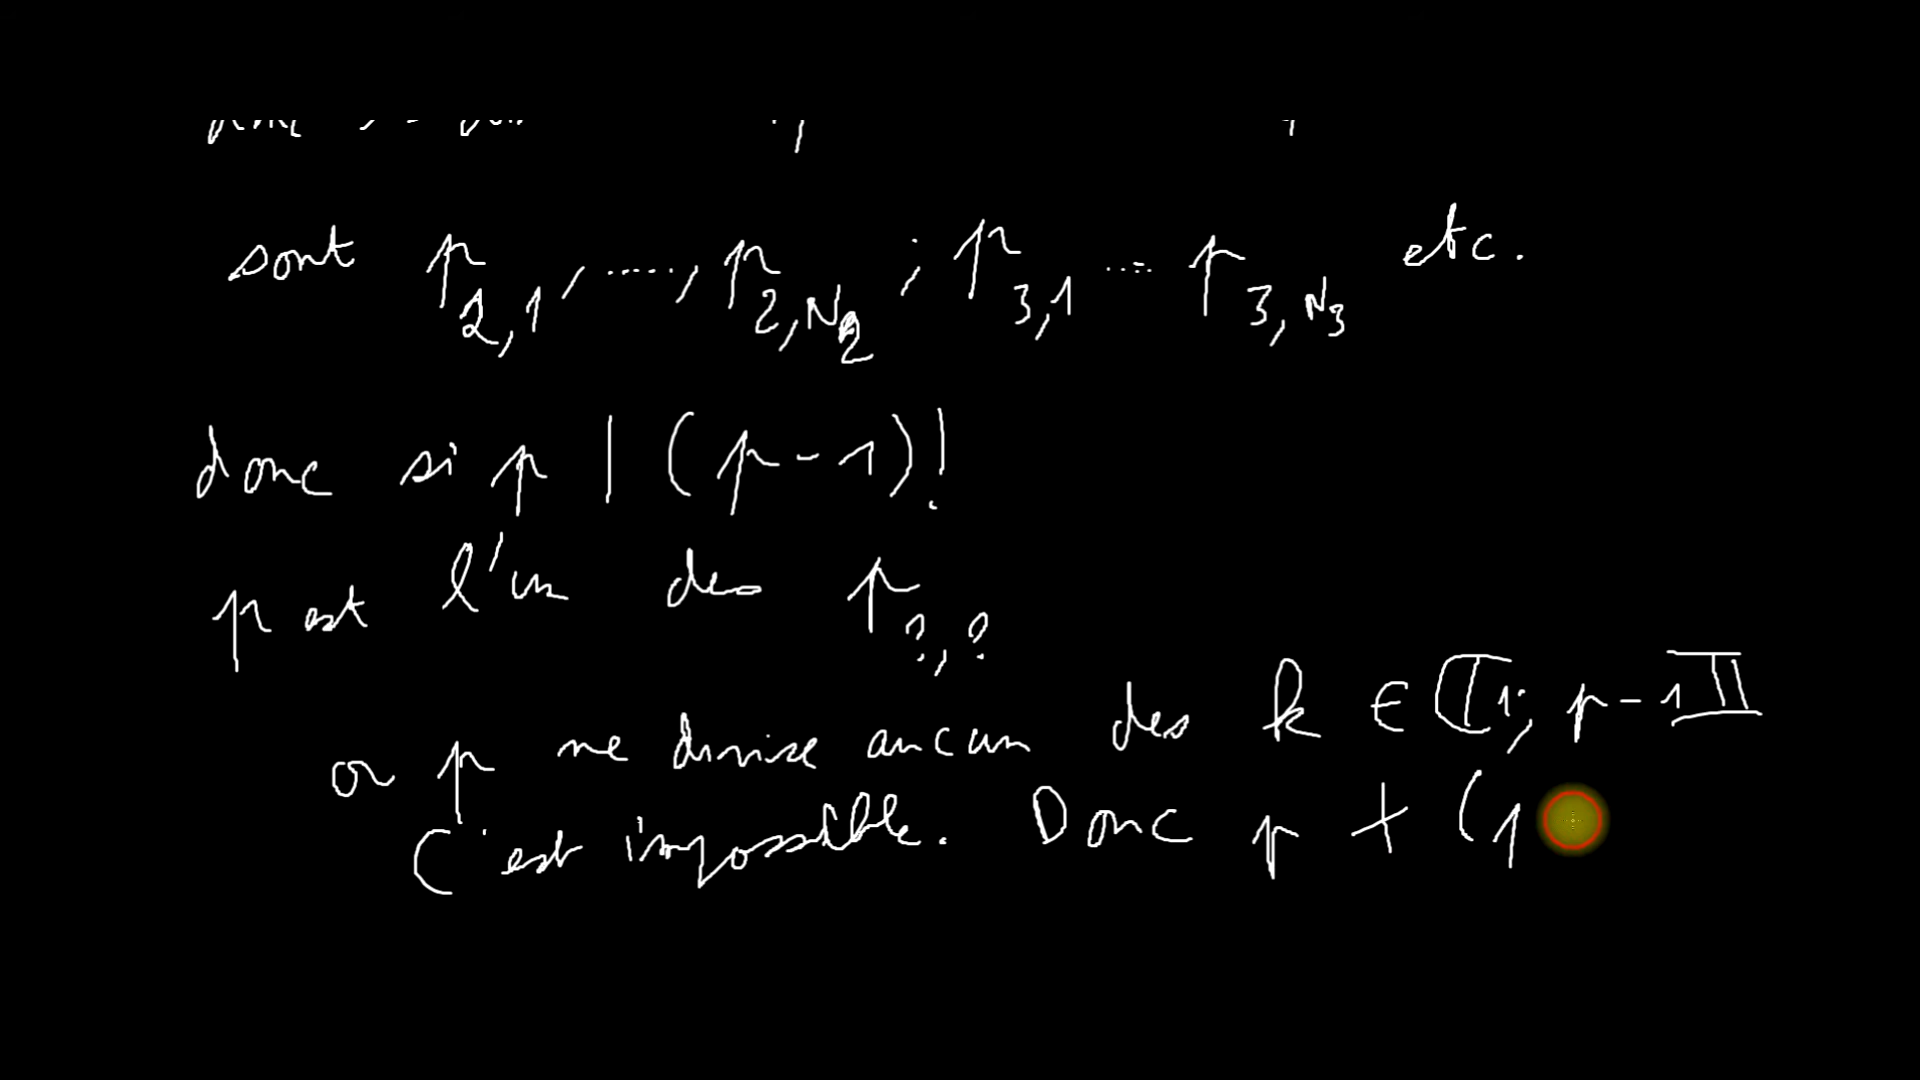 sont p_{2,1}, ....., p_{2,N_2} ; p_{3,1} .... p_{3,N_3} etc.
donc si p | (p-1)!
p est l'un des p_{?,?}
or p ne divise aucun des k ∈ ⟦1; p-1⟧
C'est impossible. Donc p ∤ (p